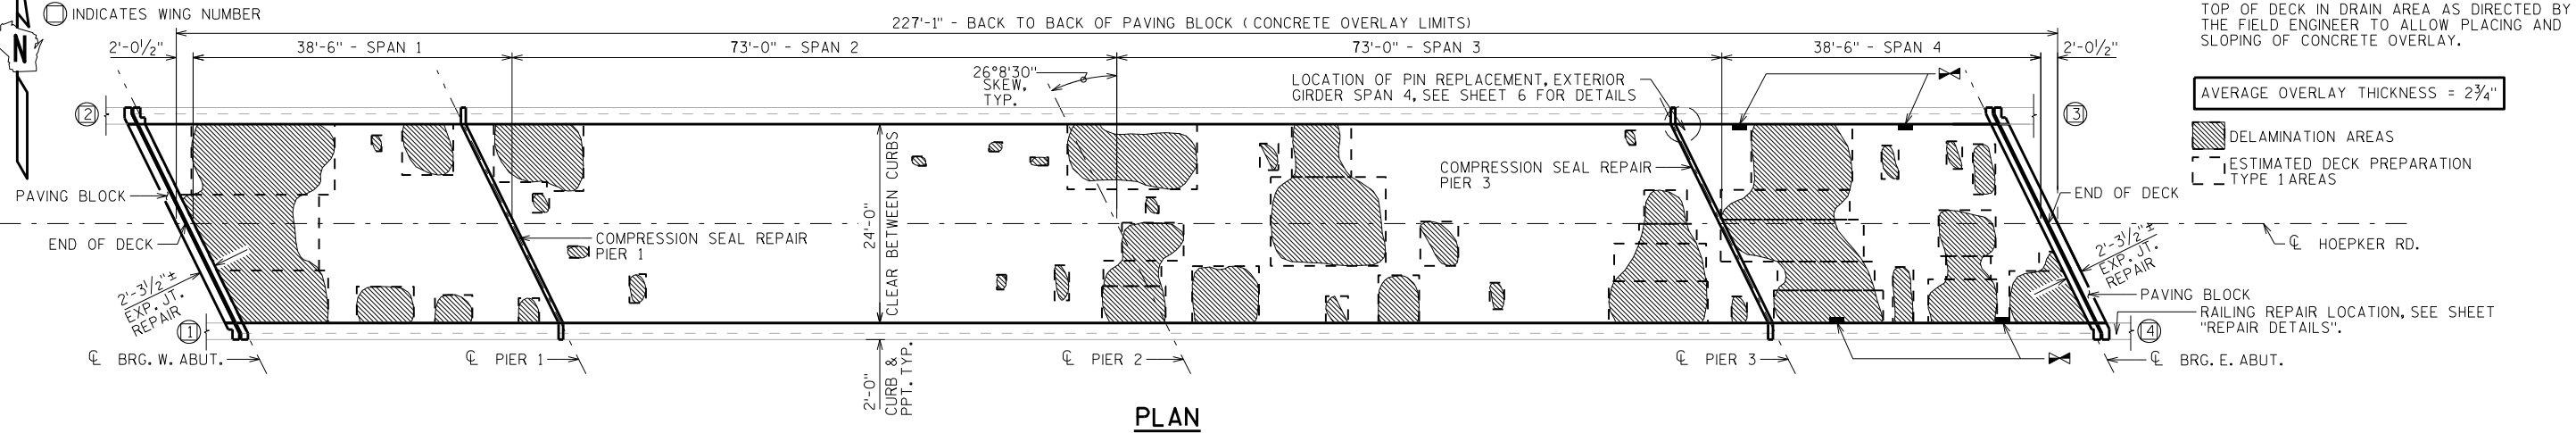 INDICATES WING NUMBER
N
227'-1" - BACK TO BACK OF PAVING BLOCK (CONCRETE OVERLAY LIMITS)
2'-0½"
38'-6" - SPAN 1
73'-0" - SPAN 2
73'-0" - SPAN 3
38'-6" - SPAN 4
2'-0½"
TOP OF DECK IN DRAIN AREA AS DIRECTED BY
THE FIELD ENGINEER TO ALLOW PLACING AND
SLOPING OF CONCRETE OVERLAY.
26°8'30"
SKEW,
TYP.
LOCATION OF PIN REPLACEMENT, EXTERIOR
GIRDER SPAN 4, SEE SHEET 6 FOR DETAILS
AVERAGE OVERLAY THICKNESS = 2¾"
2
3
DELAMINATION AREAS
ESTIMATED DECK PREPARATION
TYPE 1 AREAS
PAVING BLOCK
END OF DECK
2'-3½"±
EXP. JT.
REPAIR
COMPRESSION SEAL REPAIR
PIER 1
24'-0"
CLEAR BETWEEN CURBS
COMPRESSION SEAL REPAIR
PIER 3
END OF DECK
℄ HOEPKER RD.
2'-3½"±
EXP. JT.
REPAIR
PAVING BLOCK
RAILING REPAIR LOCATION, SEE SHEET
"REPAIR DETAILS".
1
4
℄ BRG. W. ABUT.
℄ PIER 1
2'-0"
CURB &
PPT. TYP.
℄ PIER 2
℄ PIER 3
℄ BRG. E. ABUT.
PLAN